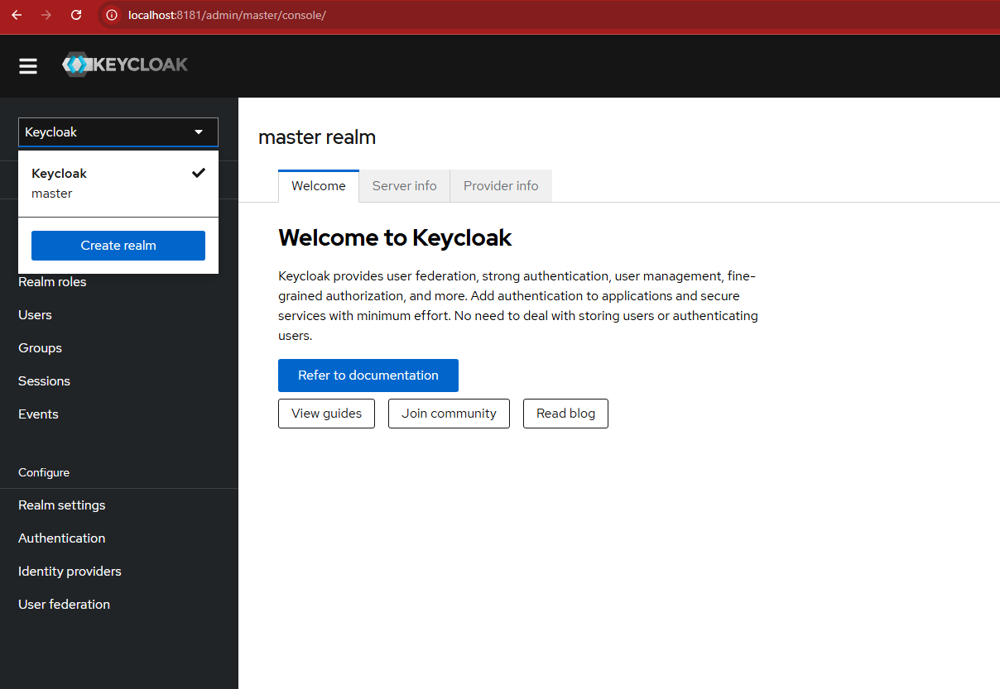 localhost:8181/admin/master/console/
KEYCLOAK
Keycloak
Keycloak
master
Create realm
Realm roles
Users
Groups
Sessions
Events
Configure
Realm settings
Authentication
Identity providers
User federation
master realm
Welcome
Server info
Provider info
Welcome to Keycloak
Keycloak provides user federation, strong authentication, user management, fine-
grained authorization, and more. Add authentication to applications and secure
services with minimum effort. No need to deal with storing users or authenticating
users.
Refer to documentation
View guides
Join community
Read blog